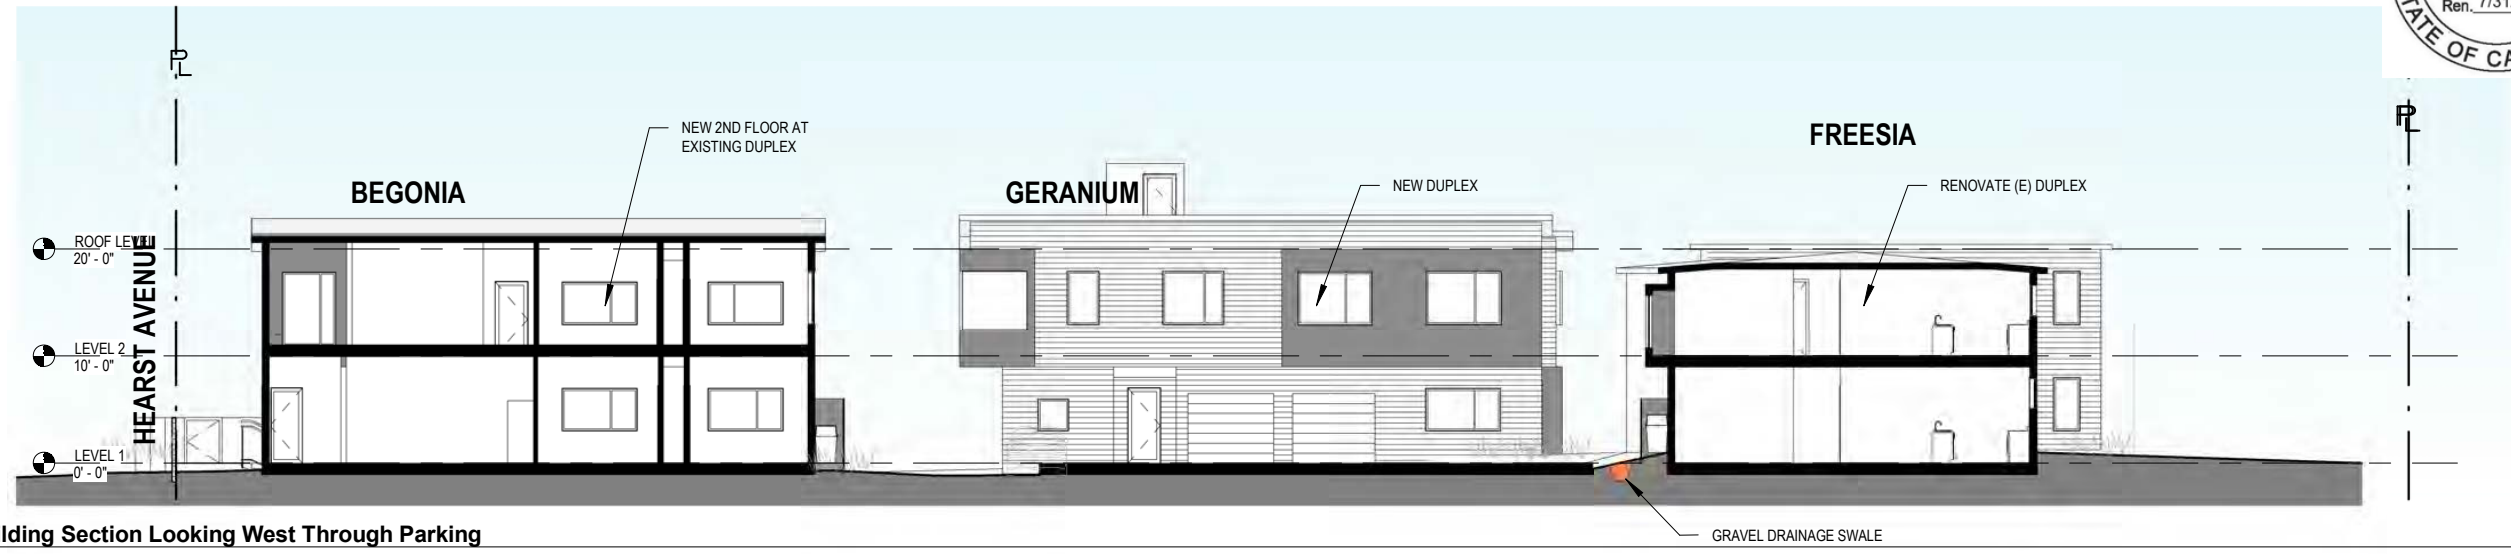 Ren. 7/31
TATE OF CA
PL
PL
NEW 2ND FLOOR AT
EXISTING DUPLEX
FREESIA
BEGONIA
GERANIUM
NEW DUPLEX
RENOVATE (E) DUPLEX
ROOF LEVEL
20' - 0"
HEARST AVENUE
LEVEL 2
10' - 0"
LEVEL 1
0' - 0"
GRAVEL DRAINAGE SWALE
ilding Section Looking West Through Parking